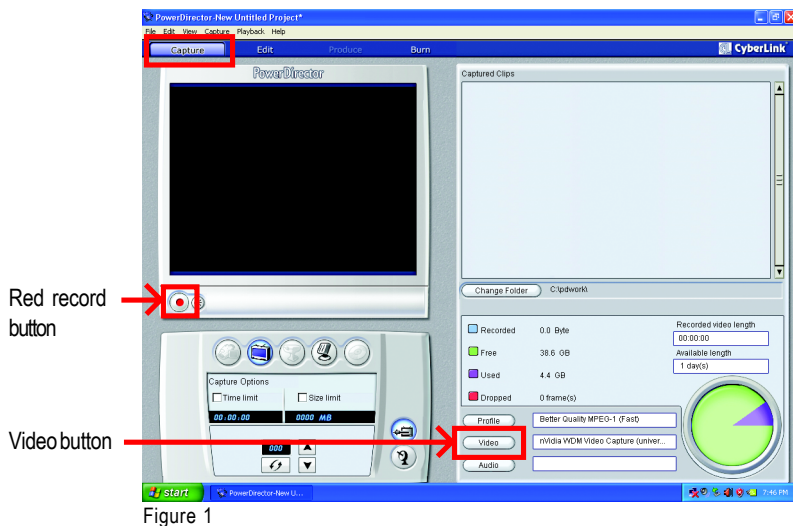 PowerDirector-New Untitled Project*
File Edit View Capture Playback Help
Capture Edit Produce Burn CyberLink
PowerDirector
Captured Clips
Red record
button
Change Folder C:\pdwork\
Recorded 0.0 Byte
Recorded video length
00:00:00
Free 38.6 GB
Available length
1 day(s)
Used 4.4 GB
Dropped 0 frame(s)
Capture Options
Time limit Size limit
00:00:00 0000 MB
000
Profile Better Quality MPEG-1 (Fast)
Video button
Video nVidia WDM Video Capture (univer...
Audio
start PowerDirector-New U... 7:46 PM
Figure 1